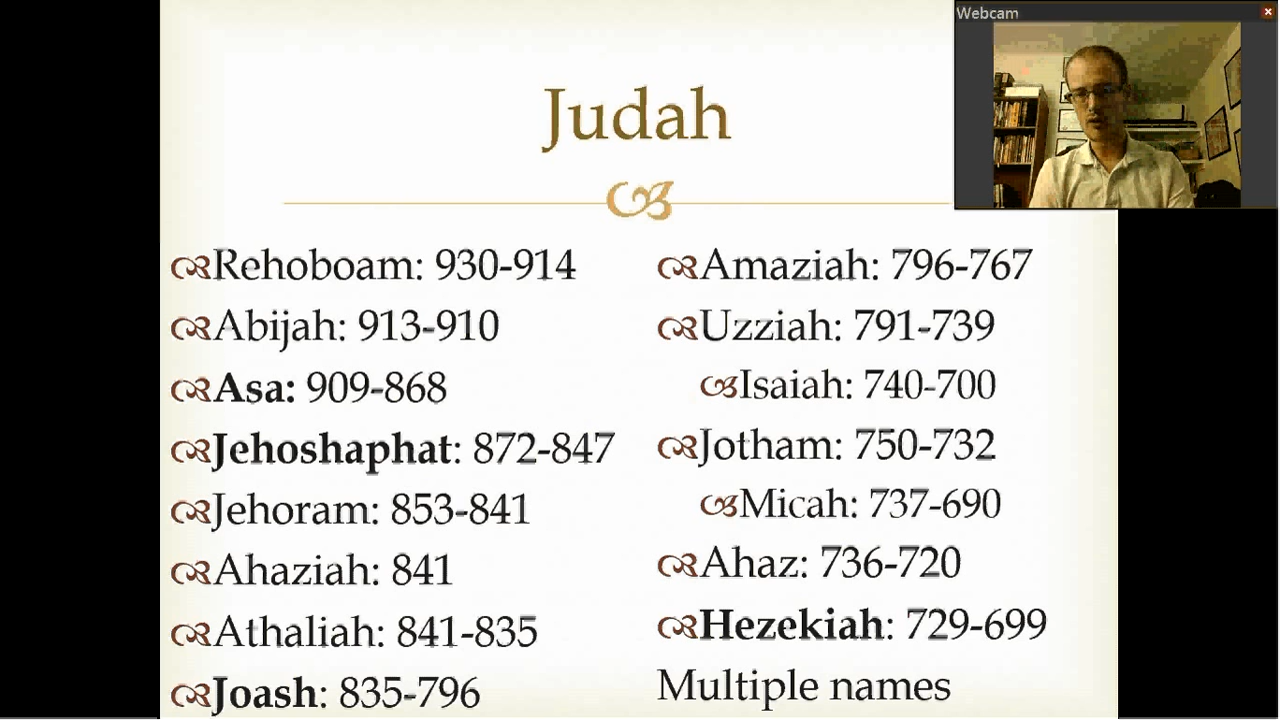 Webcam
Judah
Rehoboam: 930-914
Abijah: 913-910
Asa: 909-868
Jehoshaphat: 872-847
Jehoram: 853-841
Ahaziah: 841
Athaliah: 841-835
Joash: 835-796
Amaziah: 796-767
Uzziah: 791-739
Isaiah: 740-700
Jotham: 750-732
Micah: 737-690
Ahaz: 736-720
Hezekiah: 729-699
Multiple names